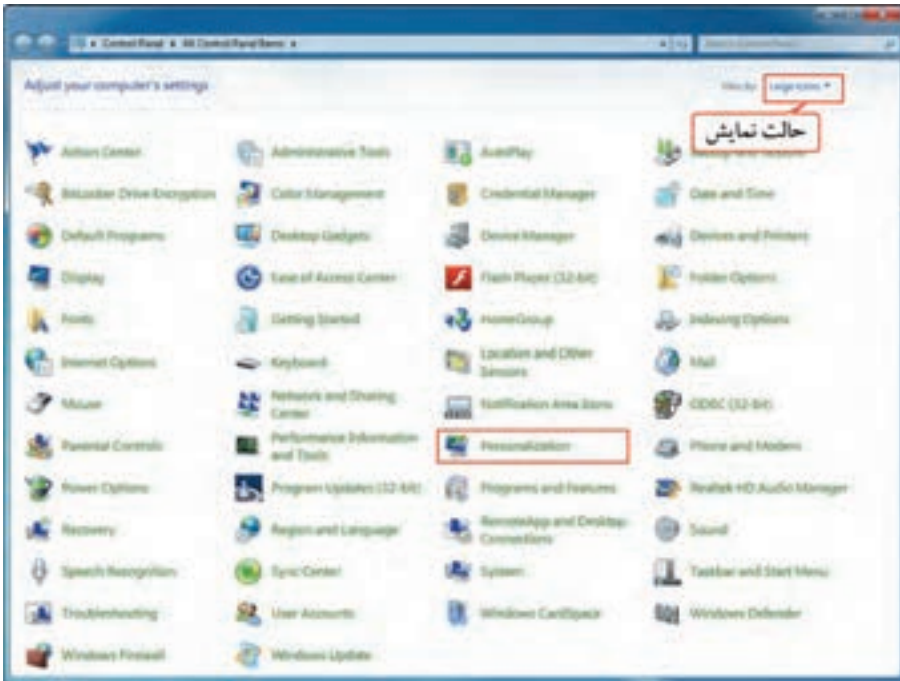 Control Panel ▸ All Control Panel Items ▸
Adjust your computer's settings
View by: Large icons ▾
حالت نمایش
Action Center
Administrative Tools
AutoPlay
Backup and Restore
BitLocker Drive Encryption
Color Management
Credential Manager
Date and Time
Default Programs
Desktop Gadgets
Device Manager
Devices and Printers
Display
Ease of Access Center
Flash Player (32-bit)
Folder Options
Fonts
Getting Started
HomeGroup
Indexing Options
Internet Options
Keyboard
Location and Other
Sensors
Mail
Mouse
Network and Sharing
Center
Notification Area Icons
ODBC (32-bit)
Parental Controls
Performance Information
and Tools
Personalization
Phone and Modem
Power Options
Program Updates (32-bit)
Programs and Features
Realtek HD Audio Manager
Recovery
Region and Language
RemoteApp and Desktop
Connections
Sound
Speech Recognition
Sync Center
System
Taskbar and Start Menu
Troubleshooting
User Accounts
Windows CardSpace
Windows Defender
Windows Firewall
Windows Update